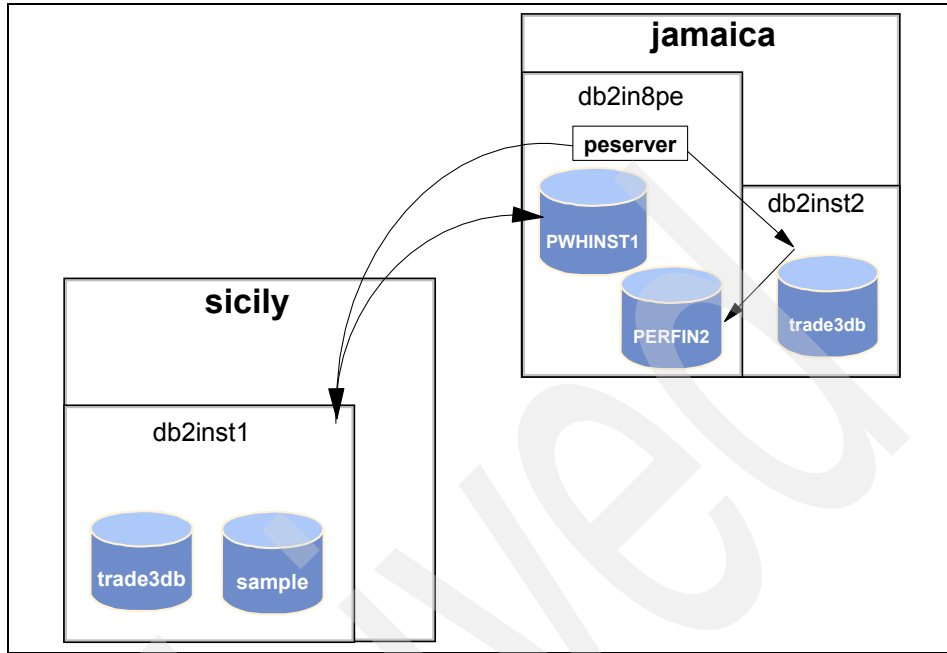 jamaica
db2in8pe
peserver
PWHINST1
PERFIN2
db2inst2
trade3db
sicily
db2inst1
trade3db
sample